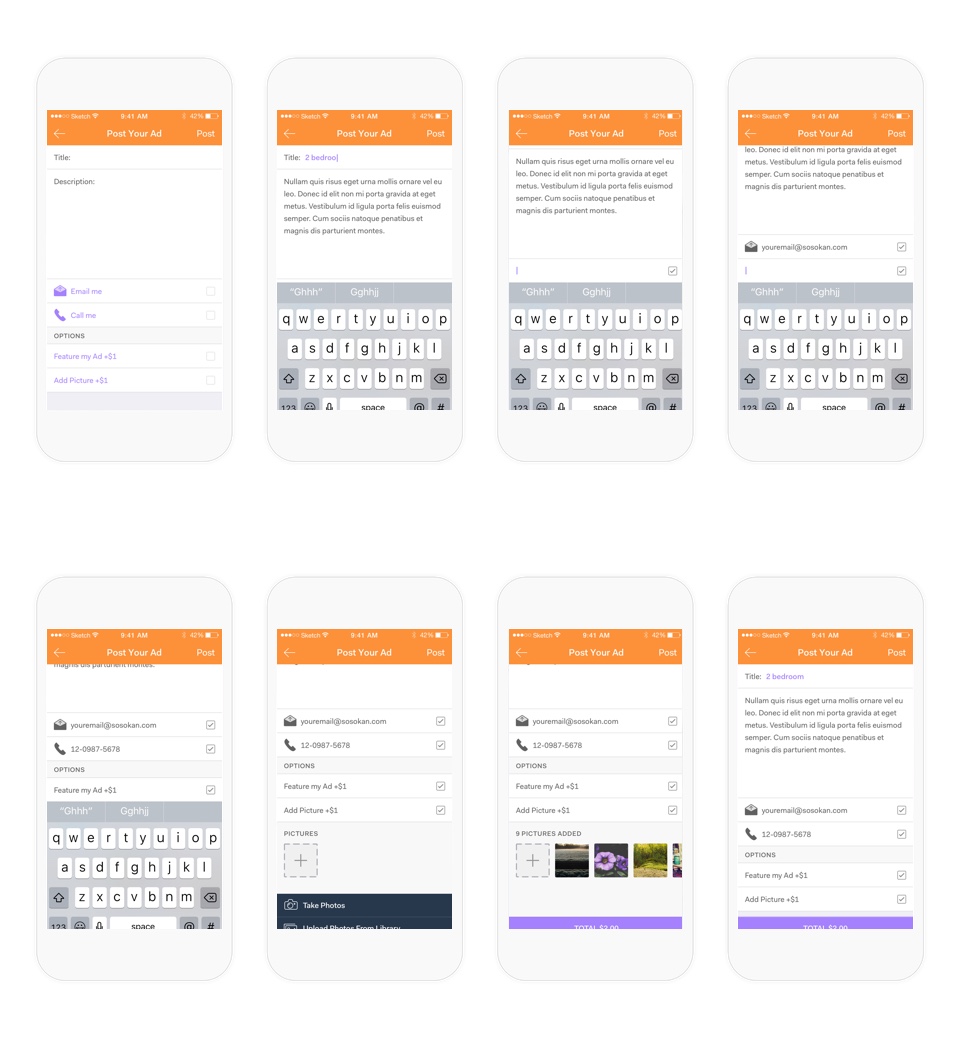 Sketch 9:41 AM 42%
Post Your Ad Post
Title:
Description:
Email me
Call me
OPTIONS
Feature my Ad +$1
Add Picture +$1
Sketch 9:41 AM 42%
Post Your Ad Post
Title: 2 bedroo
Nullam quis risus eget urna mollis ornare vel eu
leo. Donec id elit non mi porta gravida at eget
metus. Vestibulum id ligula porta felis euismod
semper. Cum sociis natoque penatibus et
magnis dis parturient montes.
"Ghhh" Gghhjj
q w e r t y u i o p
a s d f g h j k l
z x c v b n m
123 space @ #
Sketch 9:41 AM 42%
Post Your Ad Post
Nullam quis risus eget urna mollis ornare vel eu
leo. Donec id elit non mi porta gravida at eget
metus. Vestibulum id ligula porta felis euismod
semper. Cum sociis natoque penatibus et
magnis dis parturient montes.
"Ghhh" Gghhjj
q w e r t y u i o p
a s d f g h j k l
z x c v b n m
123 space @ #
Sketch 9:41 AM 42%
Post Your Ad Post
leo. Donec id elit non mi porta gravida at eget
metus. Vestibulum id ligula porta felis euismod
semper. Cum sociis natoque penatibus et
magnis dis parturient montes.
youremail@sosokan.com
"Ghhh" Gghhjj
q w e r t y u i o p
a s d f g h j k l
z x c v b n m
123 space @ #
Sketch 9:41 AM 42%
Post Your Ad Post
magnis dis parturient montes.
youremail@sosokan.com
12-0987-5678
OPTIONS
Feature my Ad +$1
"Ghhh" Gghhjj
q w e r t y u i o p
a s d f g h j k l
z x c v b n m
123 space @ #
Sketch 9:41 AM 42%
Post Your Ad Post
youremail@sosokan.com
12-0987-5678
OPTIONS
Feature my Ad +$1
Add Picture +$1
PICTURES
Take Photos
Upload Photos From Library
Sketch 9:41 AM 42%
Post Your Ad Post
youremail@sosokan.com
12-0987-5678
OPTIONS
Feature my Ad +$1
Add Picture +$1
9 PICTURES ADDED
TOTAL $2.00
Sketch 9:41 AM 42%
Post Your Ad Post
Title: 2 bedroom
Nullam quis risus eget urna mollis ornare vel eu
leo. Donec id elit non mi porta gravida at eget
metus. Vestibulum id ligula porta felis euismod
semper. Cum sociis natoque penatibus et
magnis dis parturient montes.
youremail@sosokan.com
12-0987-5678
OPTIONS
Feature my Ad +$1
Add Picture +$1
TOTAL $2.00